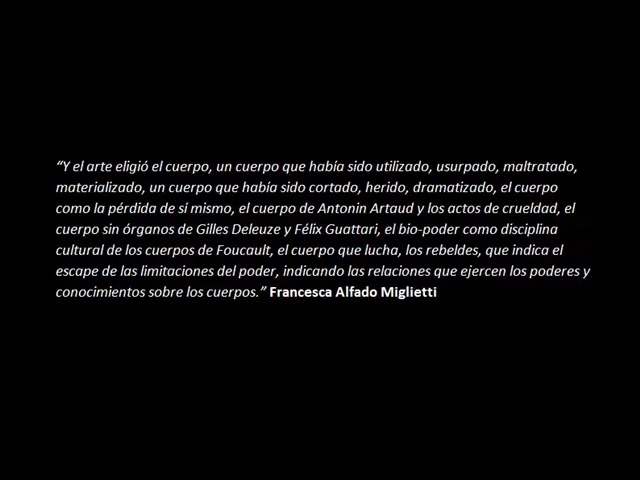 “Y el arte eligió el cuerpo, un cuerpo que había sido utilizado, usurpado, maltratado,
materializado, un cuerpo que había sido cortado, herido, dramatizado, el cuerpo
como la pérdida de sí mismo, el cuerpo de Antonin Artaud y los actos de crueldad, el
cuerpo sin órganos de Gilles Deleuze y Félix Guattari, el bio-poder como disciplina
cultural de los cuerpos de Foucault, el cuerpo que lucha, los rebeldes, que indica el
escape de las limitaciones del poder, indicando las relaciones que ejercen los poderes y
conocimientos sobre los cuerpos.” Francesca Alfado Miglietti